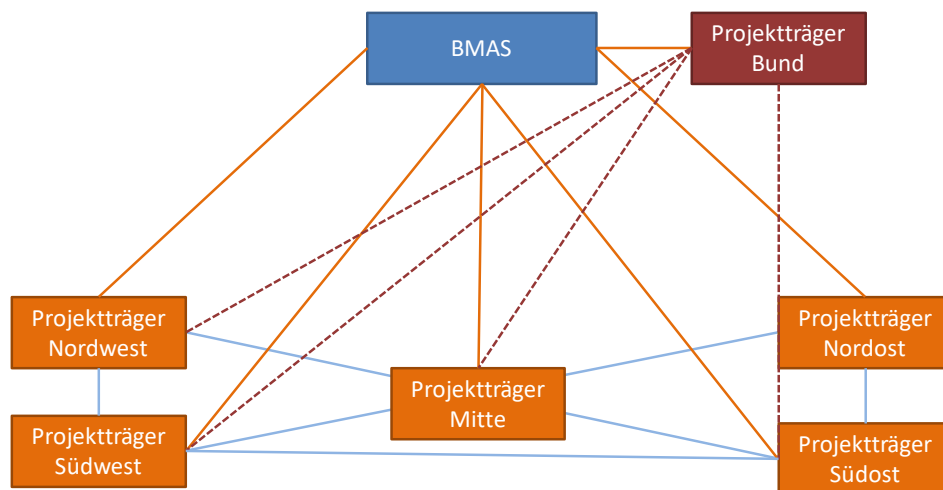 BMAS
Projektträger
Bund
Projektträger
Nordwest
Projektträger
Nordost
Projektträger
Mitte
Projektträger
Südwest
Projektträger
Südost